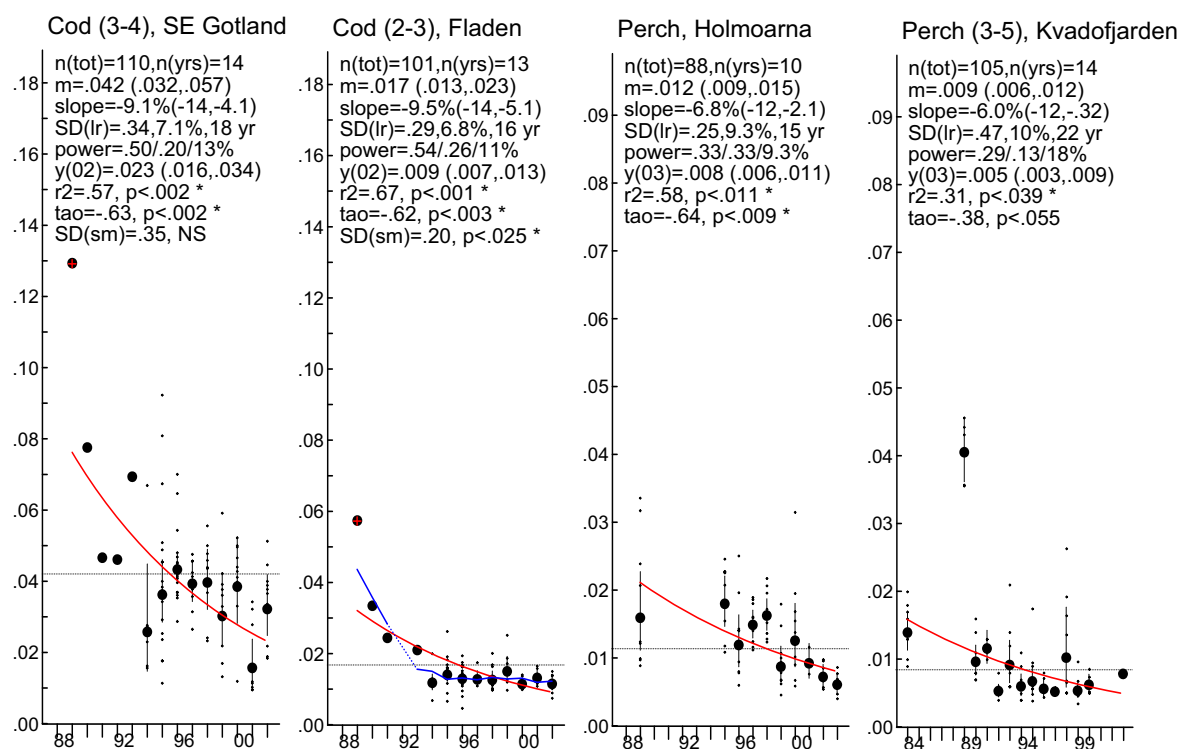 Cod (3-4), SE Gotland
n(tot)=110,n(yrs)=14
m=.042 (.032,.057)
slope=-9.1%(-14,-4.1)
SD(lr)=.34,7.1%,18 yr
power=.50/.20/13%
y(02)=.023 (.016,.034)
r2=.57, p<.002 *
tao=-.63, p<.002 *
SD(sm)=.35, NS
.18
.16
.14
.12
.10
.08
.06
.04
.02
.00
88 92 96 00
Cod (2-3), Fladen
n(tot)=101,n(yrs)=13
m=.017 (.013,.023)
slope=-9.5%(-14,-5.1)
SD(lr)=.29,6.8%,16 yr
power=.54/.26/11%
y(02)=.009 (.007,.013)
r2=.67, p<.001 *
tao=-.62, p<.003 *
SD(sm)=.20, p<.025 *
.18
.16
.14
.12
.10
.08
.06
.04
.02
.00
88 92 96 00
Perch, Holmoarna
n(tot)=88,n(yrs)=10
m=.012 (.009,.015)
slope=-6.8%(-12,-2.1)
SD(lr)=.25,9.3%,15 yr
power=.33/.33/9.3%
y(03)=.008 (.006,.011)
r2=.58, p<.011 *
tao=-.64, p<.009 *
.09
.08
.07
.06
.05
.04
.03
.02
.01
.00
88 92 96 00
Perch (3-5), Kvadofjarden
n(tot)=105,n(yrs)=14
m=.009 (.006,.012)
slope=-6.0%(-12,-.32)
SD(lr)=.47,10%,22 yr
power=.29/.13/18%
y(03)=.005 (.003,.009)
r2=.31, p<.039 *
tao=-.38, p<.055
.09
.08
.07
.06
.05
.04
.03
.02
.01
.00
84 89 94 99